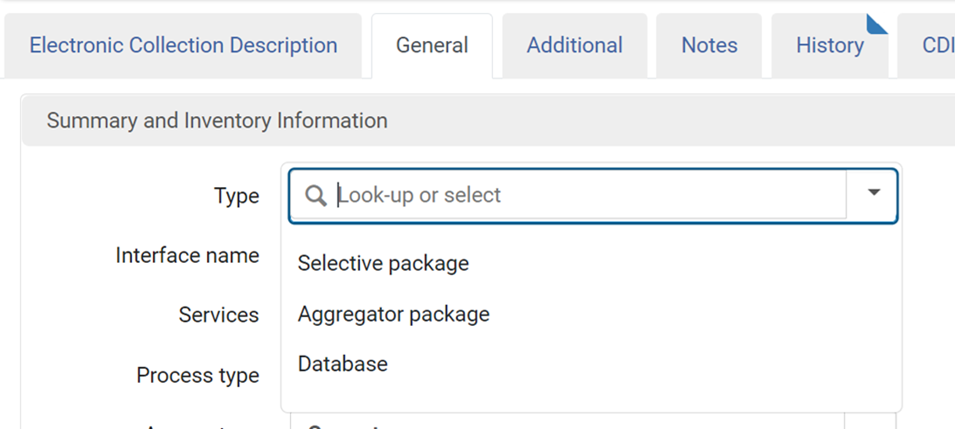 Electronic Collection Description General Additional Notes History CDI
Summary and Inventory Information
Type Look-up or select
Interface name
Selective package
Services Aggregator package
Database
Process type